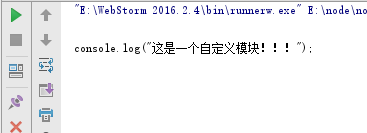 "E:\WebStorm 2016.2.4\bin\runnerw.exe" E:\node\no
console.log("这是一个自定义模块！！！");